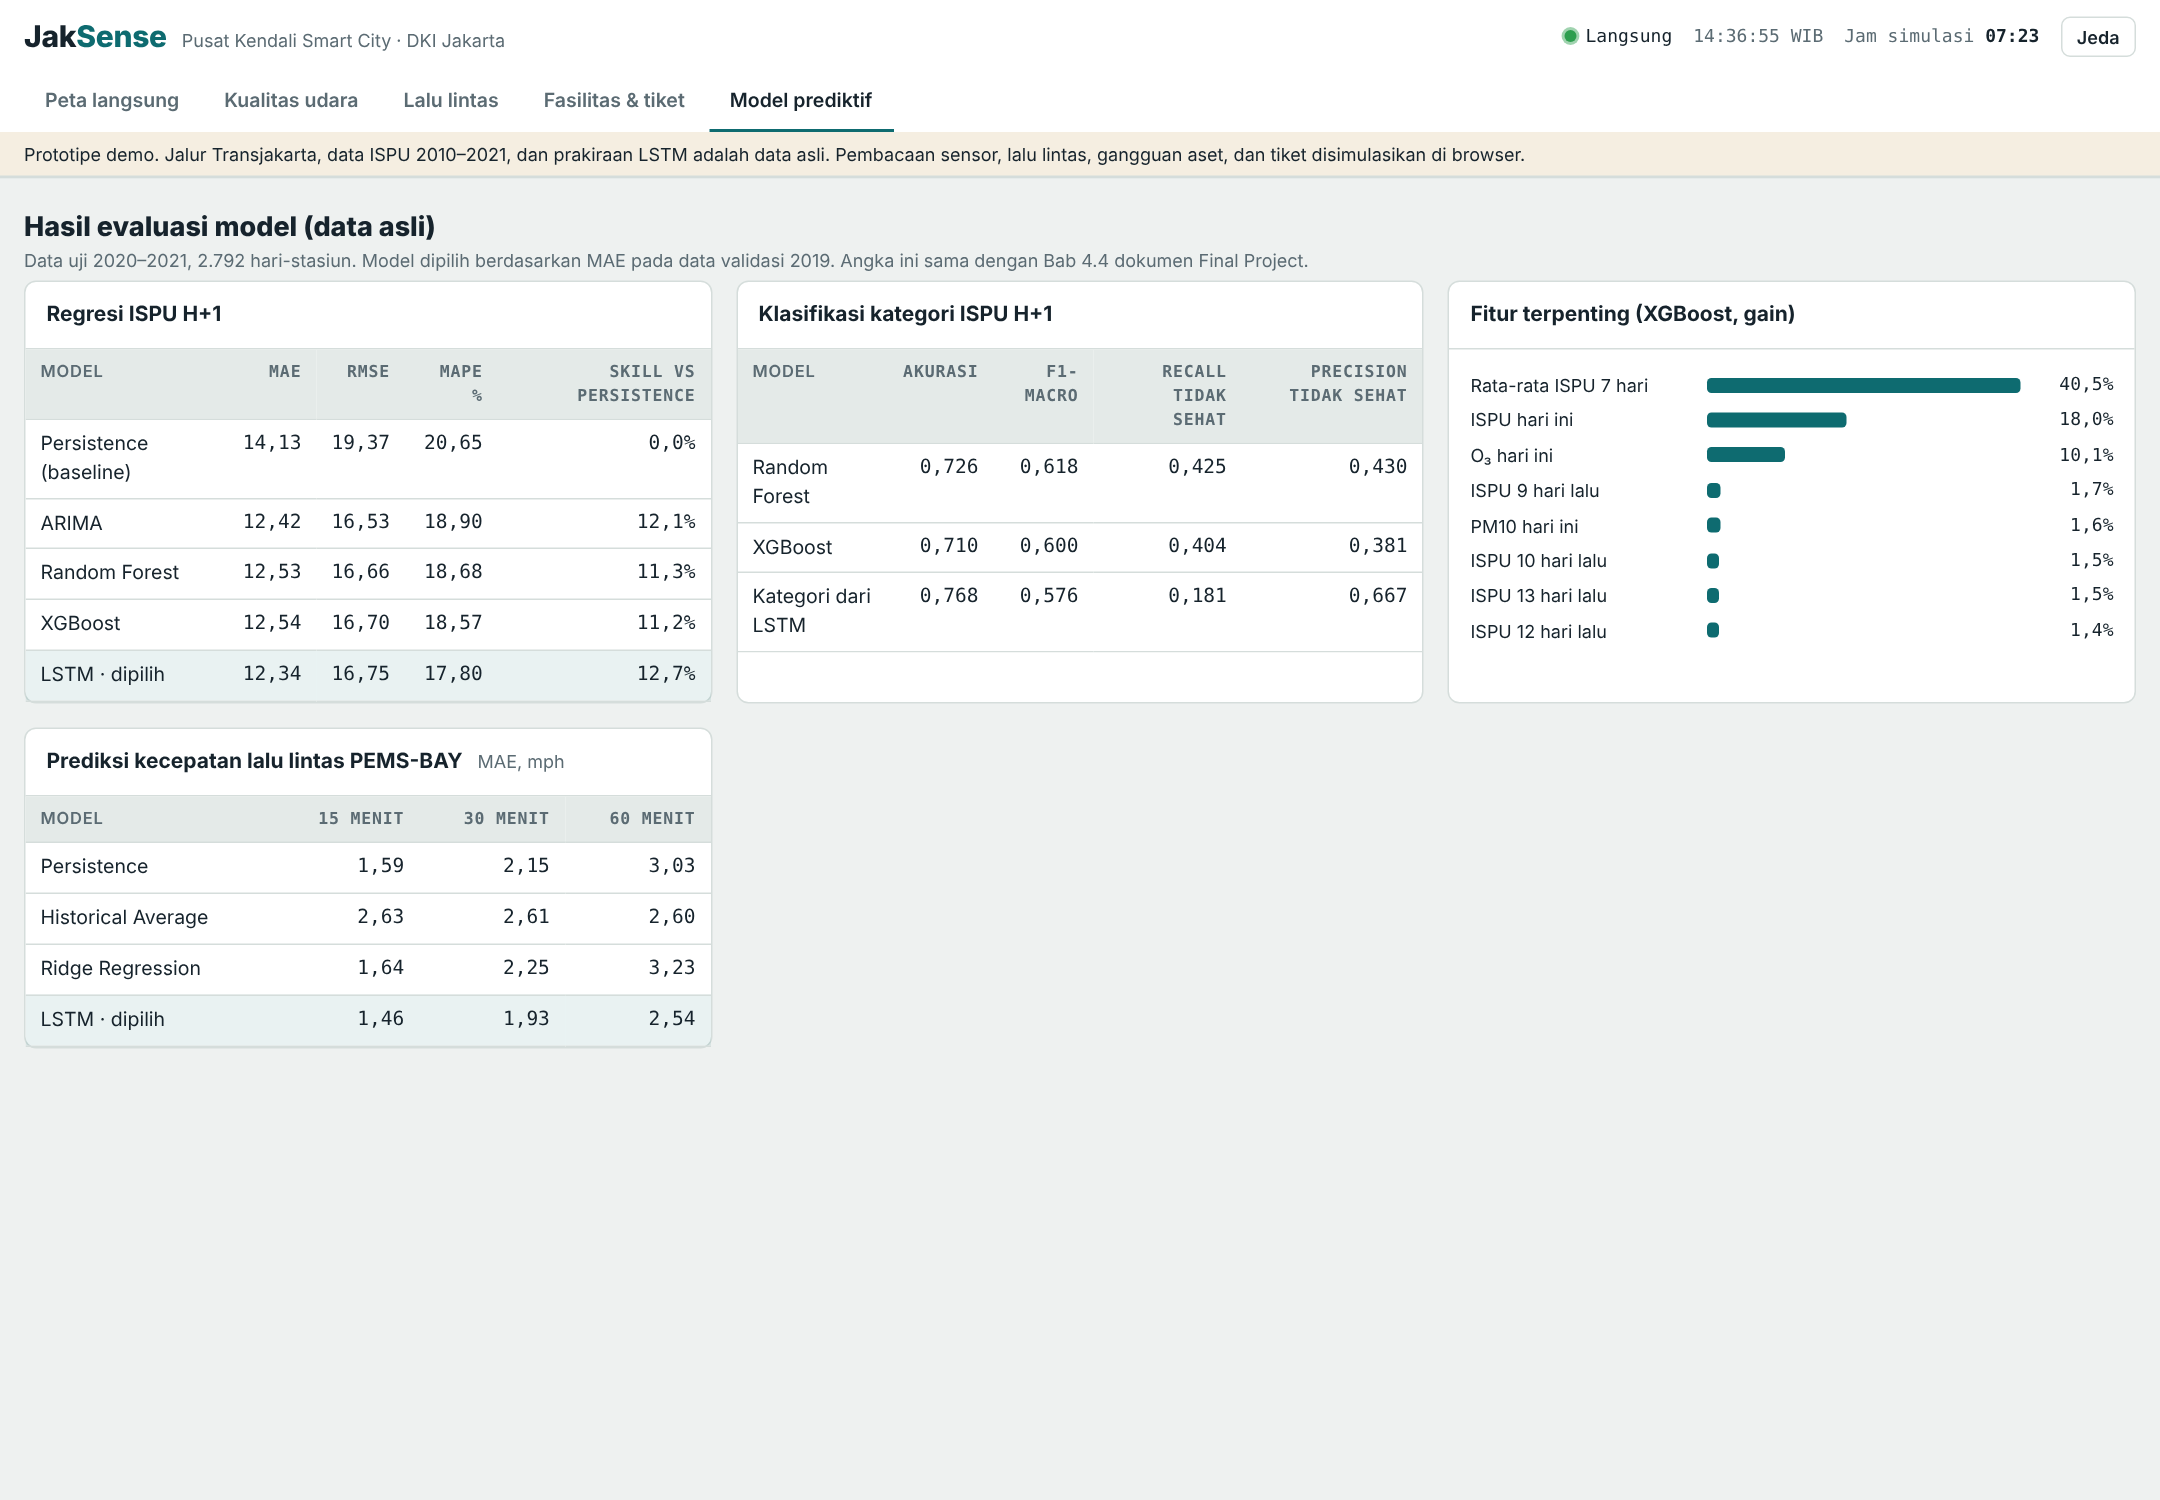 JakSense Pusat Kendali Smart City · DKI Jakarta
Langsung 14:36:55 WIB Jam simulasi 07:23 Jeda
Peta langsung Kualitas udara Lalu lintas Fasilitas & tiket Model prediktif
Prototipe demo. Jalur Transjakarta, data ISPU 2010–2021, dan prakiraan LSTM adalah data asli. Pembacaan sensor, lalu lintas, gangguan aset, dan tiket disimulasikan di browser.
Hasil evaluasi model (data asli)
Data uji 2020–2021, 2.792 hari-stasiun. Model dipilih berdasarkan MAE pada data validasi 2019. Angka ini sama dengan Bab 4.4 dokumen Final Project.
Regresi ISPU H+1
MODEL MAE RMSE MAPE SKILL VS
% PERSISTENCE
Persistence 14,13 19,37 20,65 0,0%
(baseline)
ARIMA 12,42 16,53 18,90 12,1%
Random Forest 12,53 16,66 18,68 11,3%
XGBoost 12,54 16,70 18,57 11,2%
LSTM · dipilih 12,34 16,75 17,80 12,7%
Klasifikasi kategori ISPU H+1
MODEL AKURASI F1- RECALL PRECISION
MACRO TIDAK TIDAK SEHAT
SEHAT
Random 0,726 0,618 0,425 0,430
Forest
XGBoost 0,710 0,600 0,404 0,381
Kategori dari 0,768 0,576 0,181 0,667
LSTM
Fitur terpenting (XGBoost, gain)
Rata-rata ISPU 7 hari 40,5%
ISPU hari ini 18,0%
O₃ hari ini 10,1%
ISPU 9 hari lalu 1,7%
PM10 hari ini 1,6%
ISPU 10 hari lalu 1,5%
ISPU 13 hari lalu 1,5%
ISPU 12 hari lalu 1,4%
Prediksi kecepatan lalu lintas PEMS-BAY MAE, mph
MODEL 15 MENIT 30 MENIT 60 MENIT
Persistence 1,59 2,15 3,03
Historical Average 2,63 2,61 2,60
Ridge Regression 1,64 2,25 3,23
LSTM · dipilih 1,46 1,93 2,54